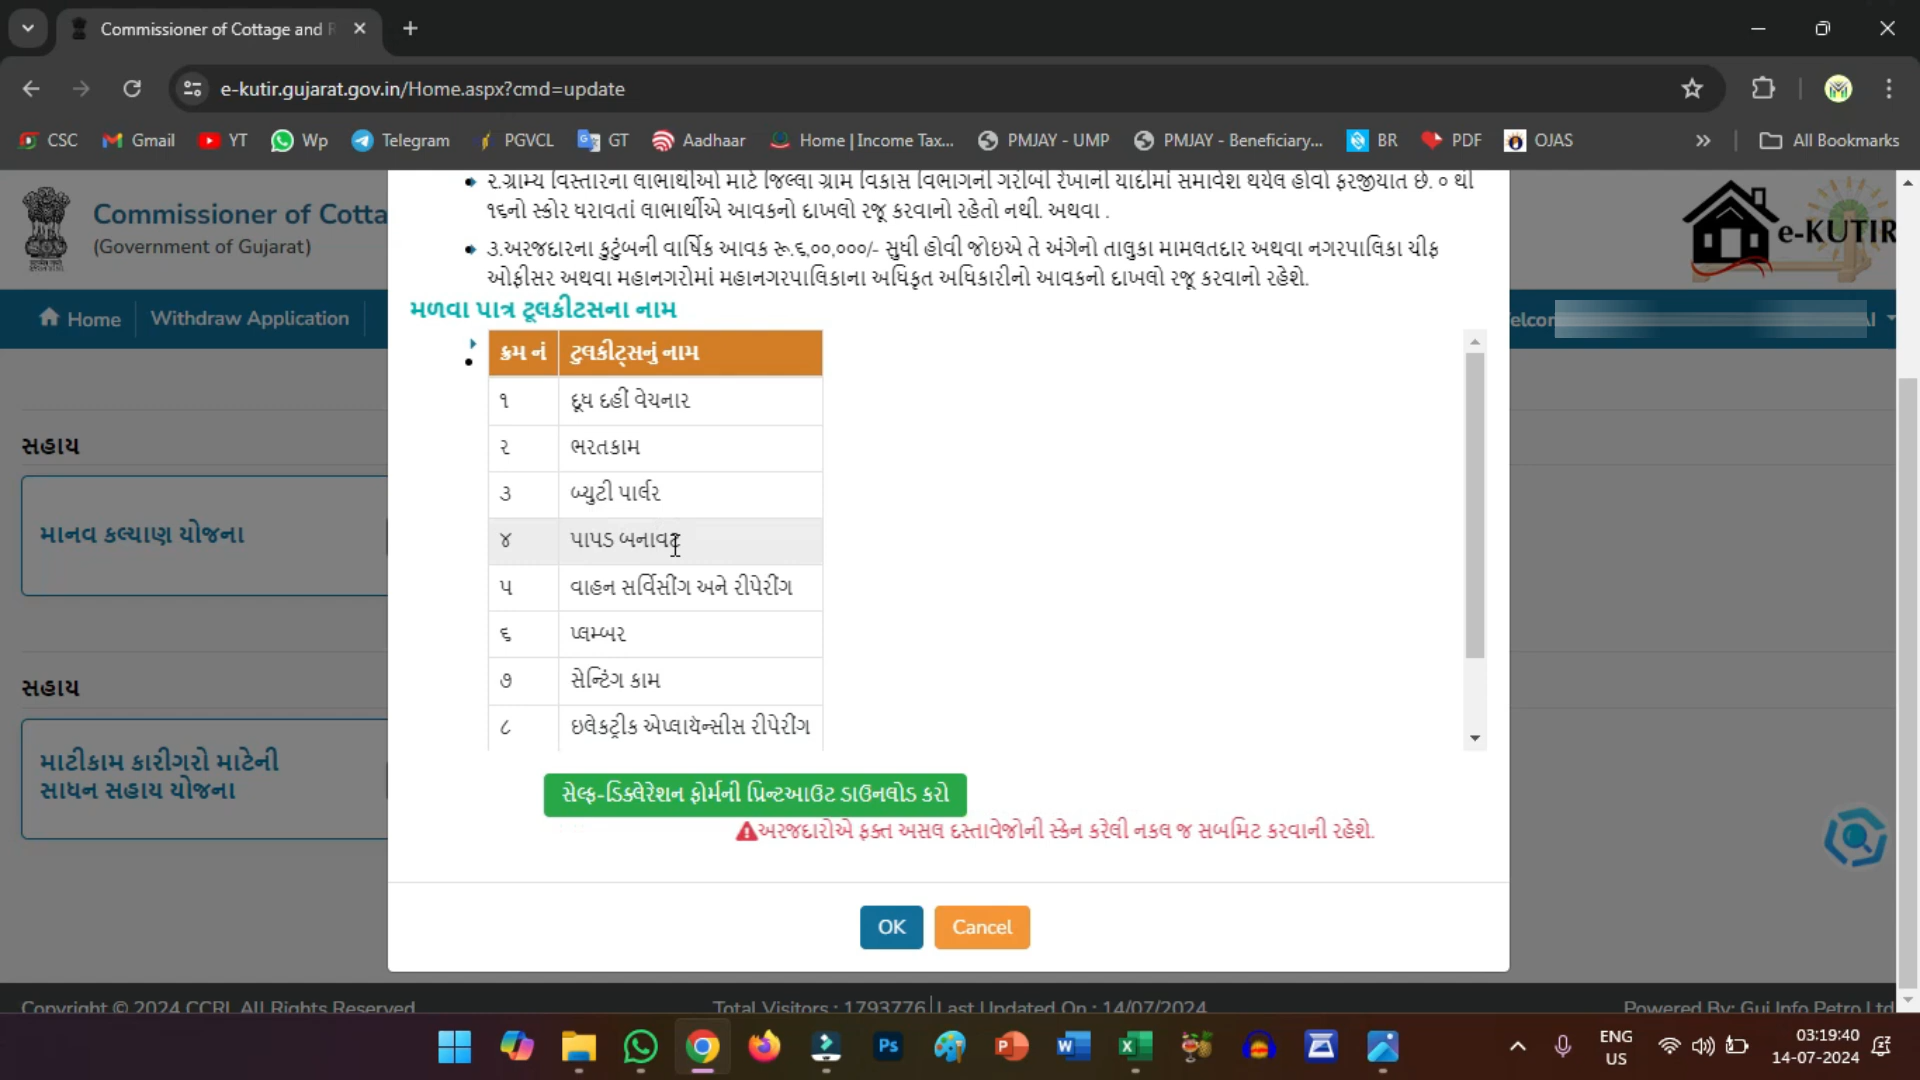 Commissioner of Cottage and R
e-kutir.gujarat.gov.in/Home.aspx?cmd=update
CSC Gmail YT Wp Telegram PGVCL GT Aadhaar Home | Income Tax... PMJAY - UMP PMJAY - Beneficiary... BR PDF OJAS » All Bookmarks
Commissioner of Cotta
(Government of Gujarat)
e-KUTIR
Home Withdraw Application
elcor
AI
૨.ગ્રામ્ય વિસ્તારના લાભાર્થીઓ માટે જિલ્લા ગ્રામ વિકાસ વિભાગની ગરીબી રેખાની યાદીમાં સમાવેશ થયેલ હોવો ફરજીયાત છે. ૦ થી
૧૬નો સ્કોર ધરાવતાં લાભાર્થીએ આવકનો દાખલો રજૂ કરવાનો રહેતો નથી. અથવા .
૩.અરજદારના કુટુંબની વાર્ષિક આવક રૂ.૬,૦૦,૦૦૦/- સુધી હોવી જોઇએ તે અંગેનો તાલુકા મામલતદાર અથવા નગરપાલિકા ચીફ
ઓફીસર અથવા મહાનગરોમાં મહાનગરપાલિકાના અધિકૃત અધિકારીનો આવકનો દાખલો રજૂ કરવાનો રહેશે.
મળવા પાત્ર ટૂલકીટસના નામ
ક્રમ નં ટુલકીટ્સનું નામ
૧ દૂધ દહીં વેચનાર
૨ ભરતકામ
૩ બ્યુટી પાર્લર
૪ પાપડ બનાવટ
૫ વાહન સર્વિસીંગ અને રીપેરીંગ
૬ પ્લમ્બર
૭ સેન્ટિંગ કામ
૮ ઇલેક્ટ્રીક એપ્લાયૅન્સીસ રીપેરીંગ
સેલ્ફ-ડિક્લેરેશન ફોર્મની પ્રિન્ટઆઉટ ડાઉનલોડ કરો
અરજદારોએ ફક્ત અસલ દસ્તાવેજોની સ્કેન કરેલી નકલ જ સબમિટ કરવાની રહેશે.
OK Cancel
સહાય
માનવ કલ્યાણ યોજના
સહાય
માટીકામ કારીગરો માટેની
સાધન સહાય યોજના
Copyright © 2024 CCRI. All Rights Reserved Total Visitors : 1793776 Last Updated On : 14/07/2024 Powered By: Guj Info Petro Ltd
ENG
US
03:19:40
14-07-2024